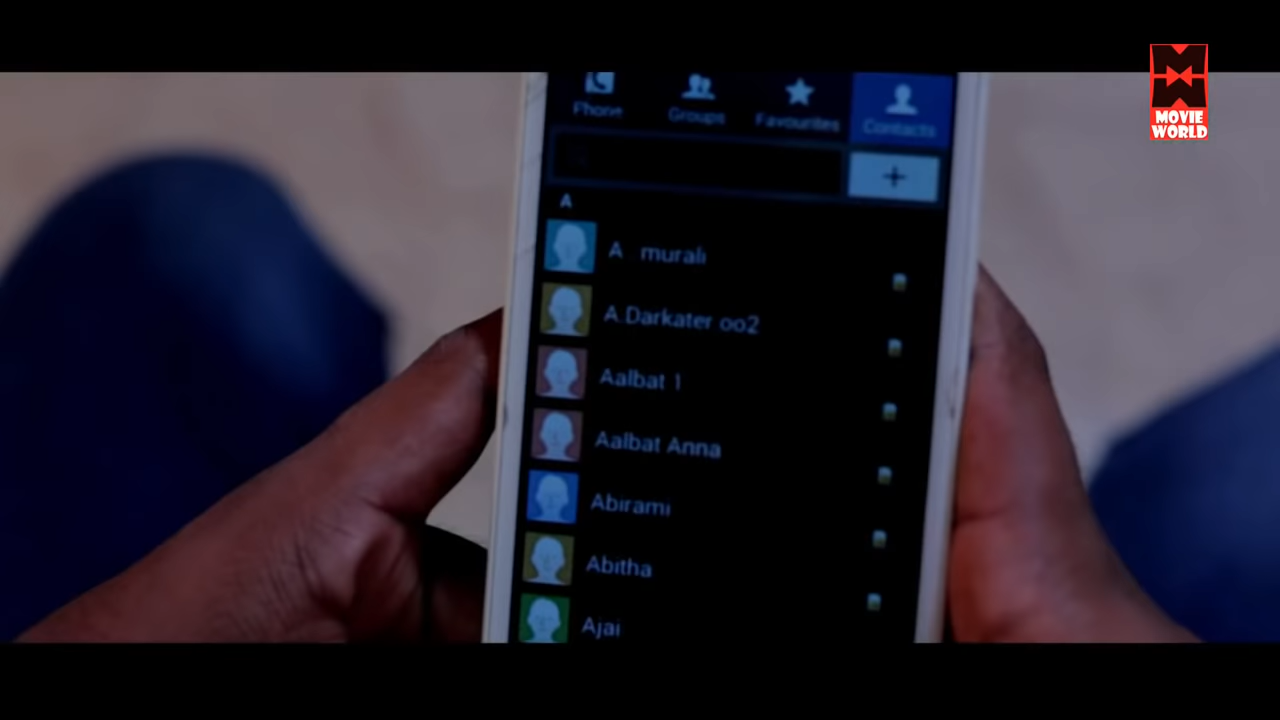 MOVIE
WORLD
Phone Groups Favourites Contacts
+
A
A murali
A.Darkater oo2
Aalbat 1
Aalbat Anna
Abirami
Abitha
Ajai